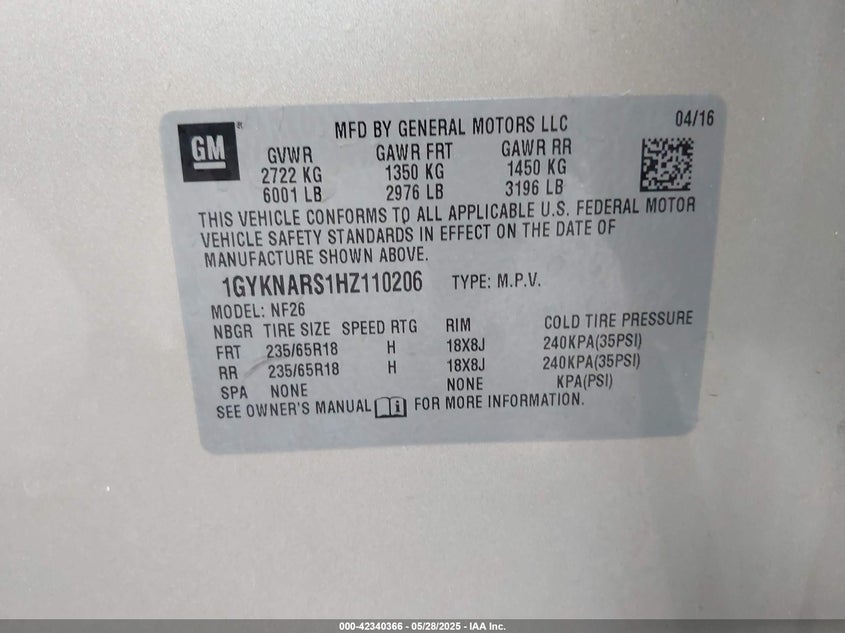 GM
MFD BY GENERAL MOTORS LLC 04/16
GVWR GAWR FRT GAWR RR
2722 KG 1350 KG 1450 KG
6001 LB 2976 LB 3196 LB
THIS VEHICLE CONFORMS TO ALL APPLICABLE U.S. FEDERAL MOTOR
VEHICLE SAFETY STANDARDS IN EFFECT ON THE DATE OF
MANUFACTURE SHOWN ABOVE.
1GYKNARS1HZ110206 TYPE: M.P.V.
MODEL: NF26
NBGR TIRE SIZE SPEED RTG RIM COLD TIRE PRESSURE
FRT 235/65R18 H 18X8J 240KPA(35PSI)
RR 235/65R18 H 18X8J 240KPA(35PSI)
SPA NONE NONE KPA(PSI)
SEE OWNER'S MANUAL FOR MORE INFORMATION.
000-42340366 - 05/28/2025 - IAA Inc.